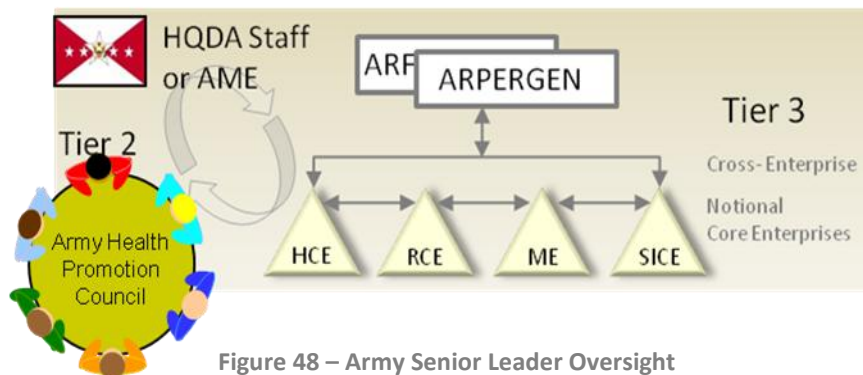 HQDA Staff
or AME
ARF
ARPERGEN
Tier 3
Tier 2
Cross-Enterprise
Notional
Core Enterprises
Army Health
Promotion
Council
HCE
RCE
ME
SICE
Figure 48 – Army Senior Leader Oversight